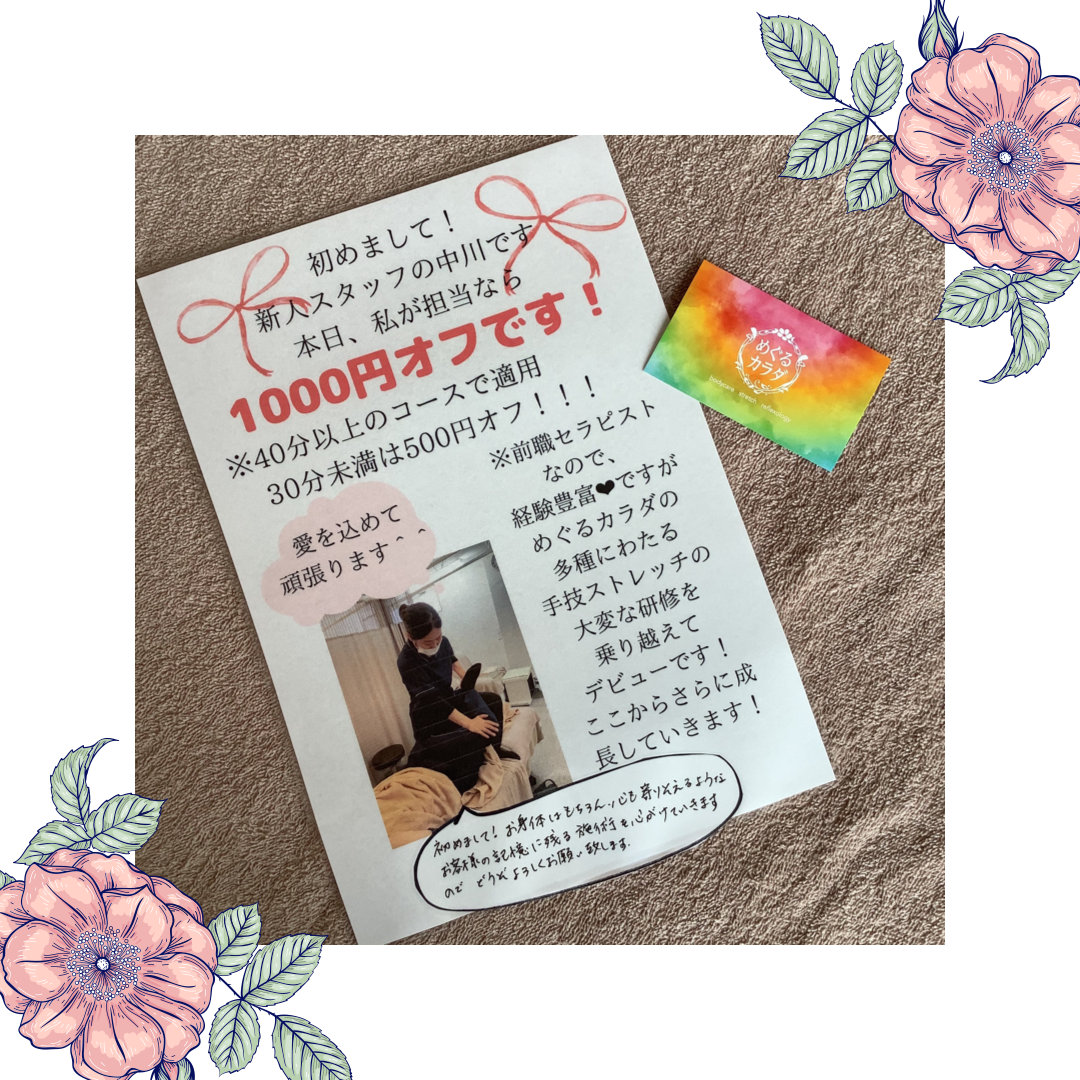 初めまして！
新人スタッフの中川です
本日、私が担当なら
1000円オフです！
※40分以上のコースで適用
30分未満は500円オフ！！！
※前職セラピスト
なので、
経験豊富❤ですが
めぐるカラダの
多種にわたる
手技ストレッチの
大変な研修を
乗り越えて
デビューです！
ここからさらに成
長していきます！
愛を込めて
頑張ります＾＾
初めまして！お身体はもちろん、心も寄り添えるような
お客様の記憶に残る施術を心がけていきます
ので どうぞよろしくお願い致します.
めぐる
カラダ
bodycare stretch reflexology